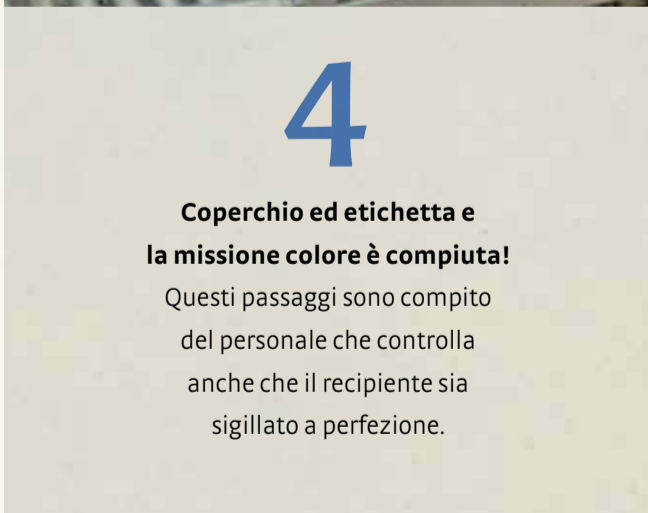 4
Coperchio ed etichetta e
la missione colore è compiuta!
Questi passaggi sono compito
del personale che controlla
anche che il recipiente sia
sigillato a perfezione.